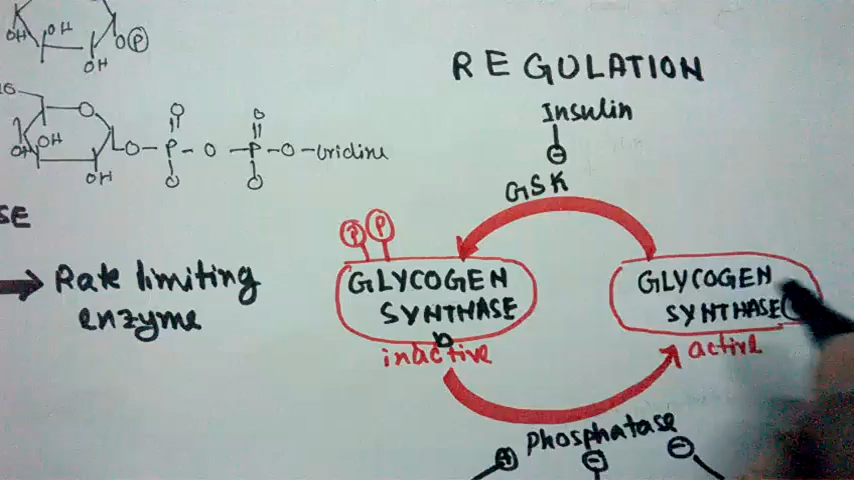 OH
OH
O P
OH
REGULATION
Insulin
-
GSK
O
O
O
OH
OH
O
P
O
P
O
Uridine
OH
O
O
SE
P P
Rate limiting
enzyme
GLYCOGEN
SYNTHASE
b
inactive
GLYCOGEN
SYNTHASE
active
Phosphatase
+ - -